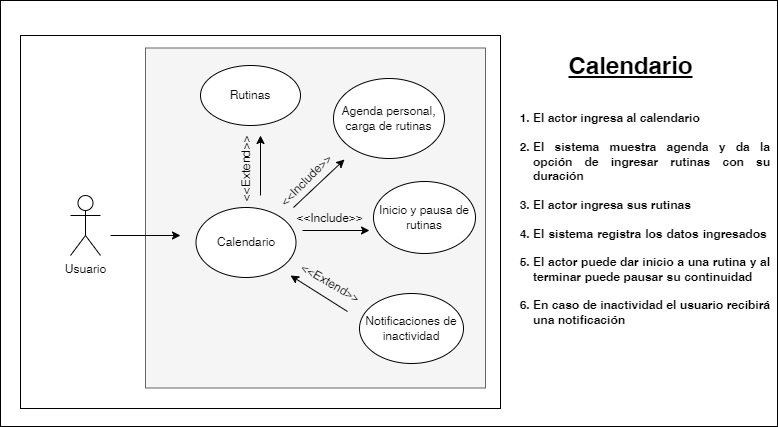 Calendario
Rutinas
Agenda personal,
carga de rutinas
<<Extend>>
<<Include>>
Inicio y pausa de
rutinas
<<Include>>
Calendario
Usuario
<<Extend>>
Notificaciones de
inactividad
1. El actor ingresa al calendario
2. El sistema muestra agenda y da la
opción de ingresar rutinas con su
duración
3. El actor ingresa sus rutinas
4. El sistema registra los datos ingresados
5. El actor puede dar inicio a una rutina y al
terminar puede pausar su continuidad
6. En caso de inactividad el usuario recibirá
una notificación